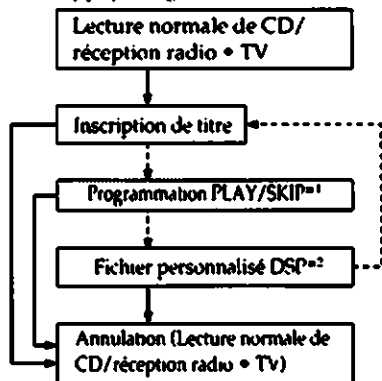 Lecture normale de CD/
réception radio • TV
Inscription de titre
Programmation PLAY/SKIP*1
Fichier personnalisé DSP*2
Annulation (Lecture normale de
CD/réception radio • TV)